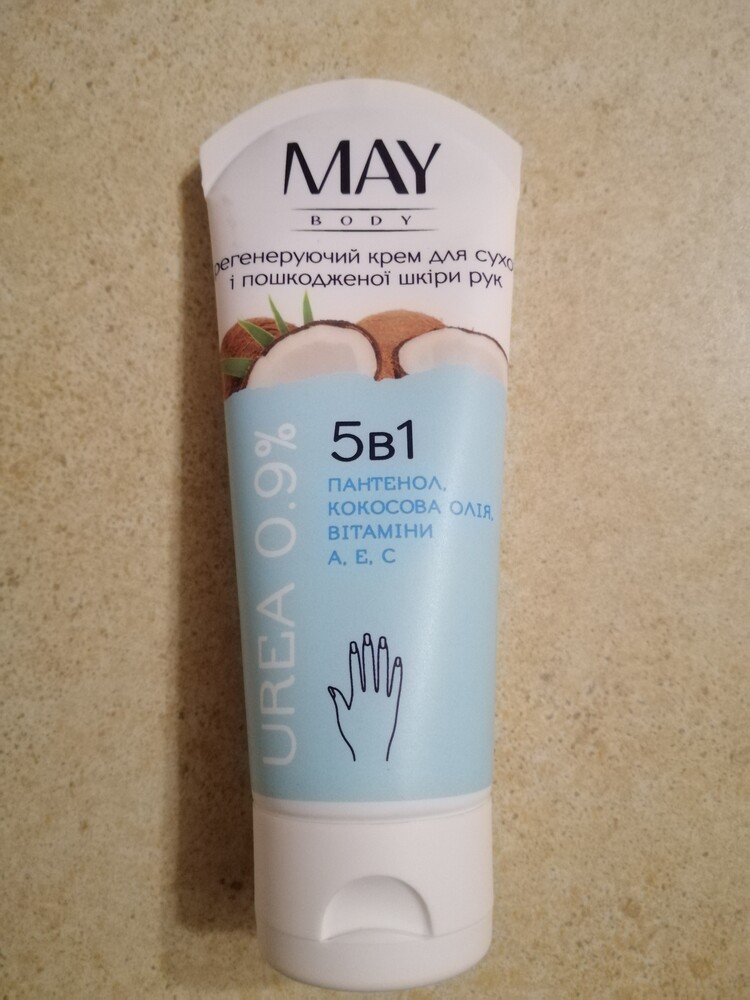 MAY
BODY
регенеруючий крем для сухо
і пошкодженої шкіри рук
5в1
ПАНТЕНОЛ,
КОКОСОВА ОЛІЯ,
ВІТАМІНИ
А, Е, С
UREA 0.9%